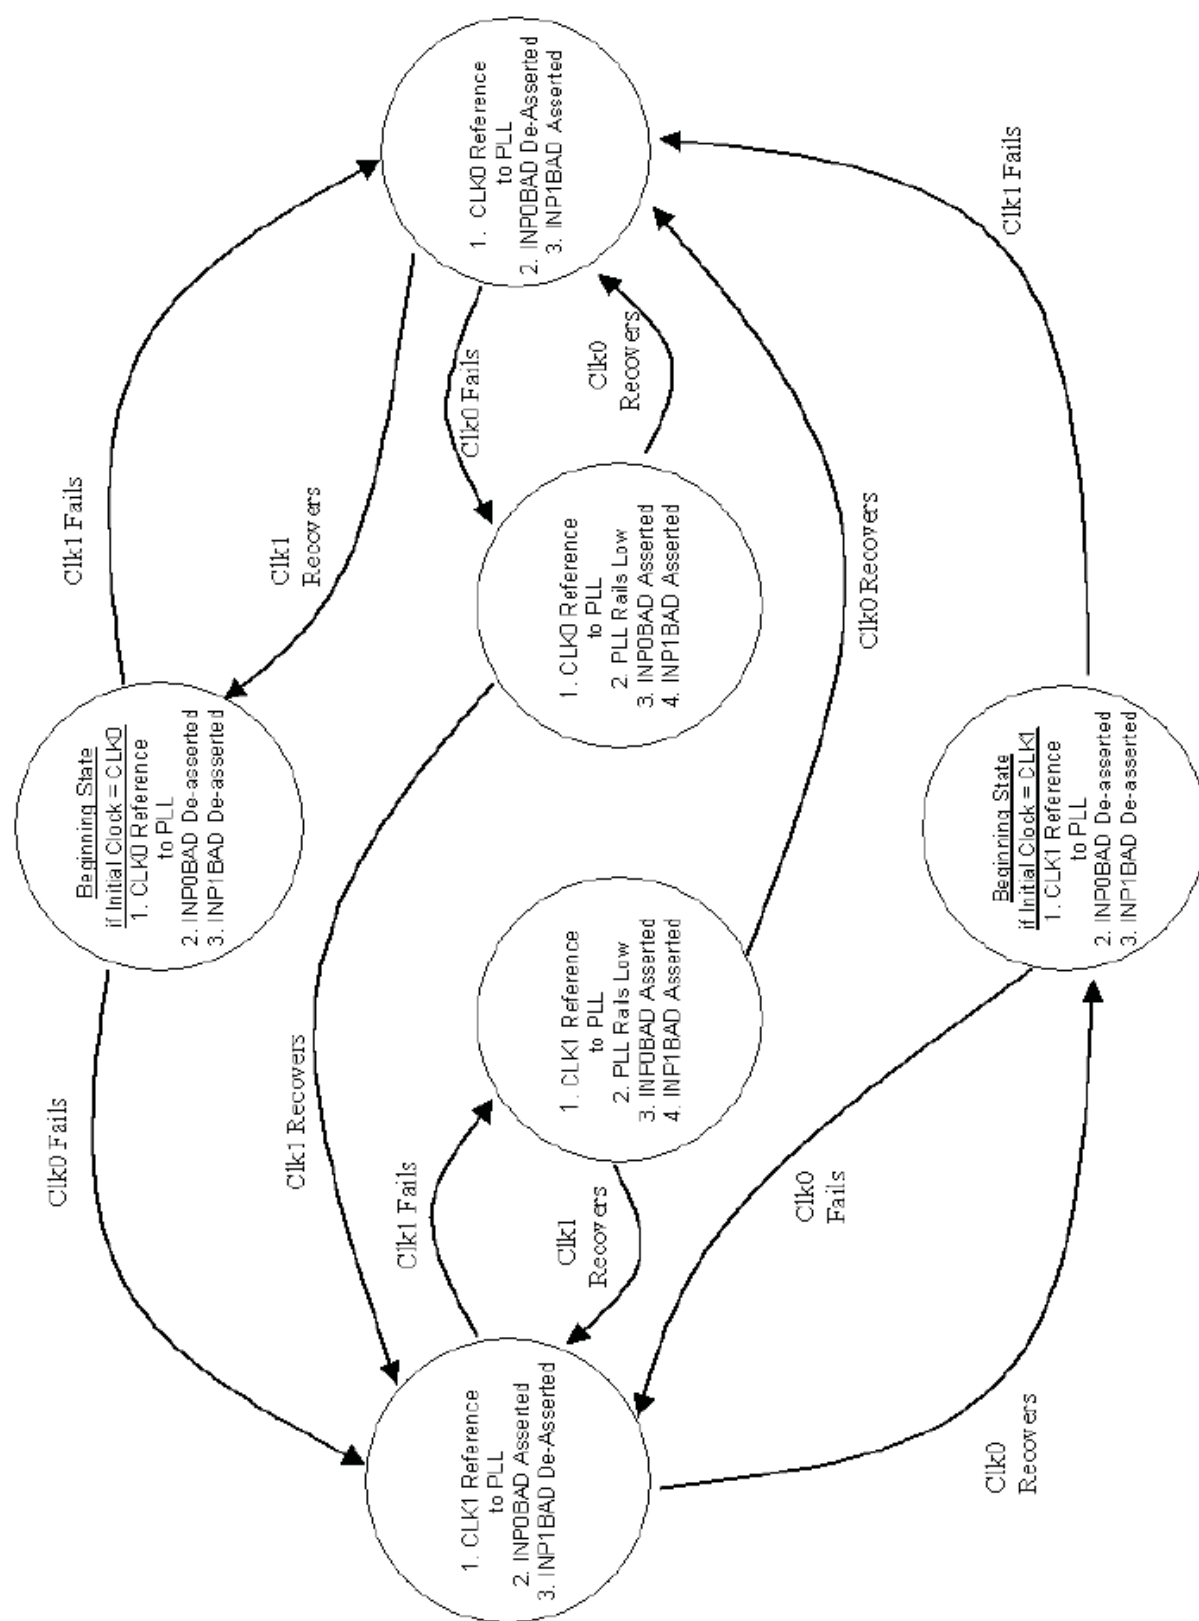 Beginning State
if Initial Clock = CLK0
1. CLK0 Reference
to PLL
2. INP0BAD De-asserted
3. INP1BAD De-asserted
Clk0 Fails
Clk1 Fails
Clk1
Recovers
Clk1 Recovers
1. CLK1 Reference
to PLL
2. INP0BAD Asserted
3. INP1BAD De-Asserted
Clk1 Fails
Clk1
Recovers
1. CLK1 Reference
to PLL
2. PLL Rails Low
3. INP0BAD Asserted
4. INP1BAD Asserted
1. CLK0 Reference
to PLL
2. PLL Rails Low
3. INP0BAD Asserted
4. INP1BAD Asserted
Clk0 Fails
Clk0
Recovers
1. CLK0 Reference
to PLL
2. INP0BAD De-Asserted
3. INP1BAD Asserted
Clk0
Fails
Clk0 Recovers
Clk0
Recovers
Beginning State
if Initial Clock = CLK1
1. CLK1 Reference
to PLL
2. INP0BAD De-asserted
3. INP1BAD De-asserted
Clk1 Fails